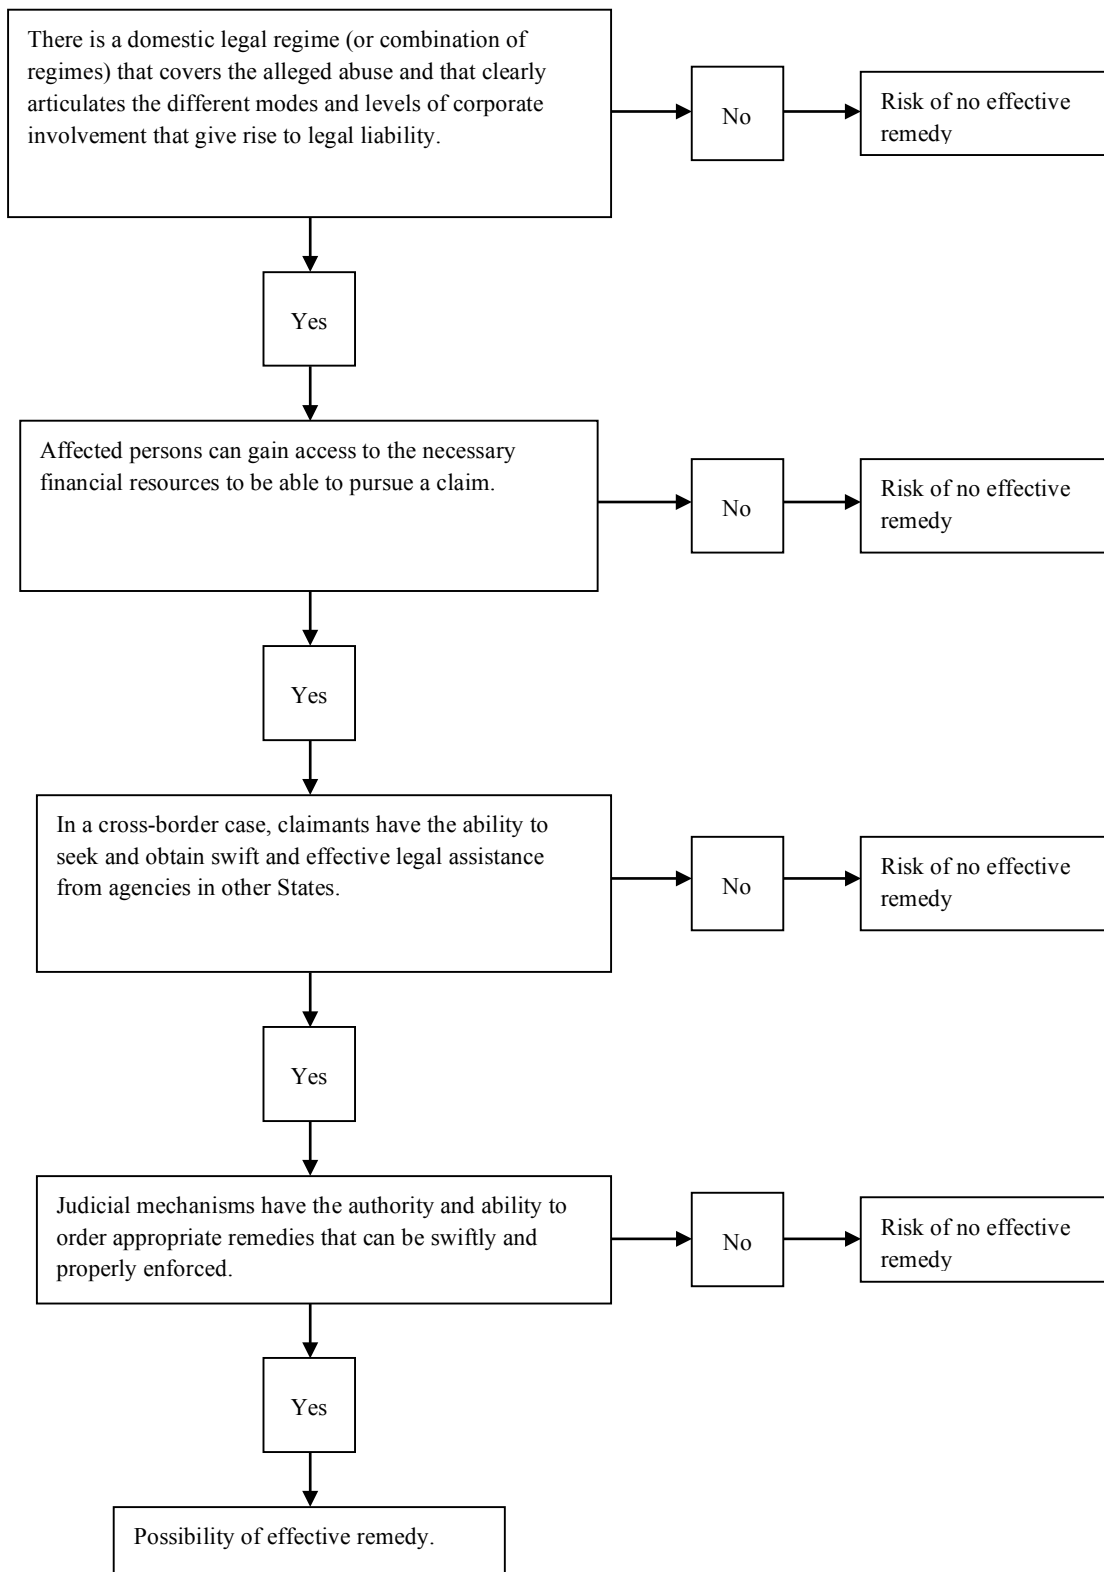 There is a domestic legal regime (or combination of
regimes) that covers the alleged abuse and that clearly
articulates the different modes and levels of corporate
involvement that give rise to legal liability.
No
Risk of no effective
remedy
Yes
Affected persons can gain access to the necessary
financial resources to be able to pursue a claim.
No
Risk of no effective
remedy
Yes
In a cross-border case, claimants have the ability to
seek and obtain swift and effective legal assistance
from agencies in other States.
No
Risk of no effective
remedy
Yes
Judicial mechanisms have the authority and ability to
order appropriate remedies that can be swiftly and
properly enforced.
No
Risk of no effective
remedy
Yes
Possibility of effective remedy.